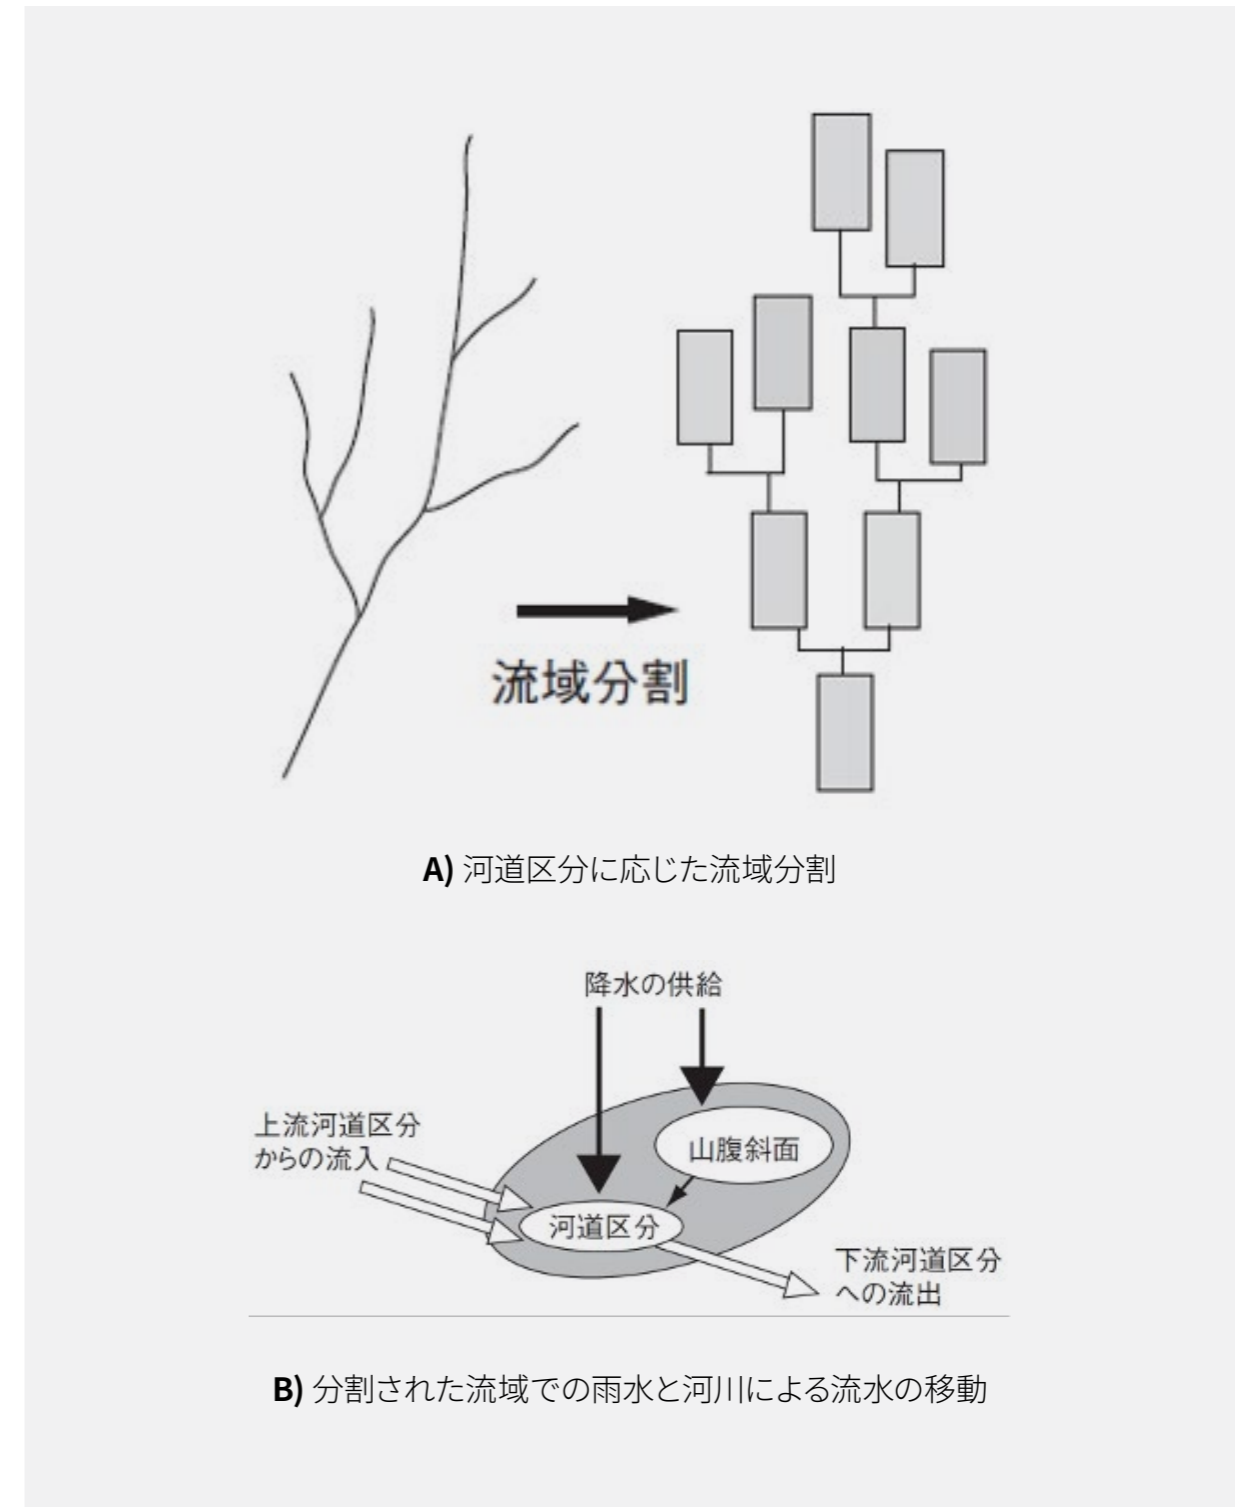 流域分割
A) 河道区分に応じた流域分割
降水の供給
上流河道区分
からの流入
山腹斜面
河道区分
下流河道区分
への流出
B) 分割された流域での雨水と河川による流水の移動